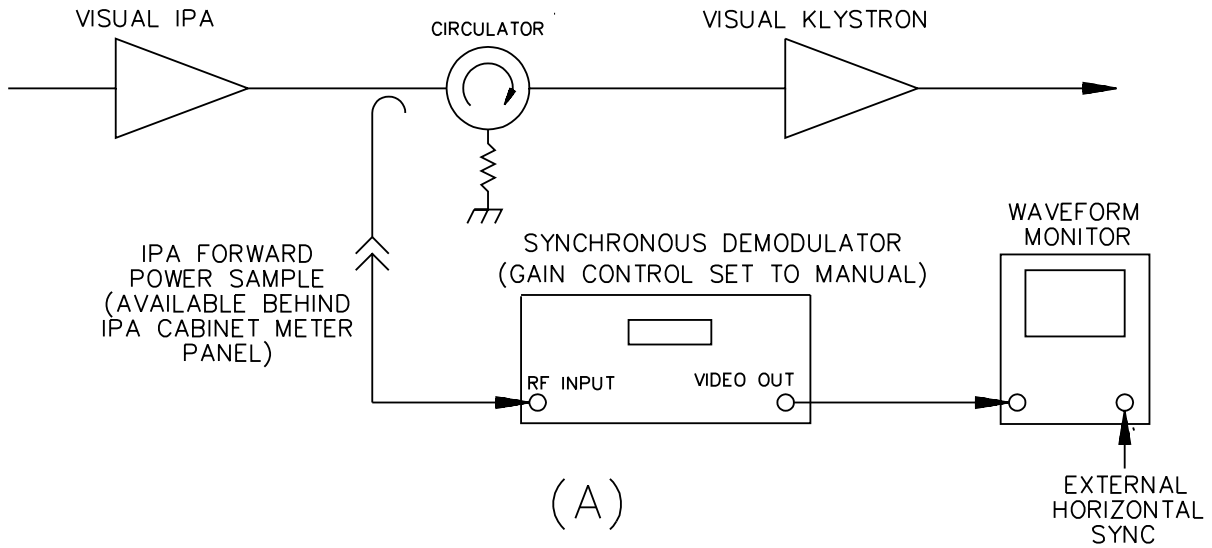 VISUAL IPA
CIRCULATOR
VISUAL KLYSTRON
IPA FORWARD
POWER SAMPLE
(AVAILABLE BEHIND
IPA CABINET METER
PANEL)
SYNCHRONOUS DEMODULATOR
(GAIN CONTROL SET TO MANUAL)
RF INPUT
VIDEO OUT
WAVEFORM
MONITOR
EXTERNAL
HORIZONTAL
SYNC
(A)